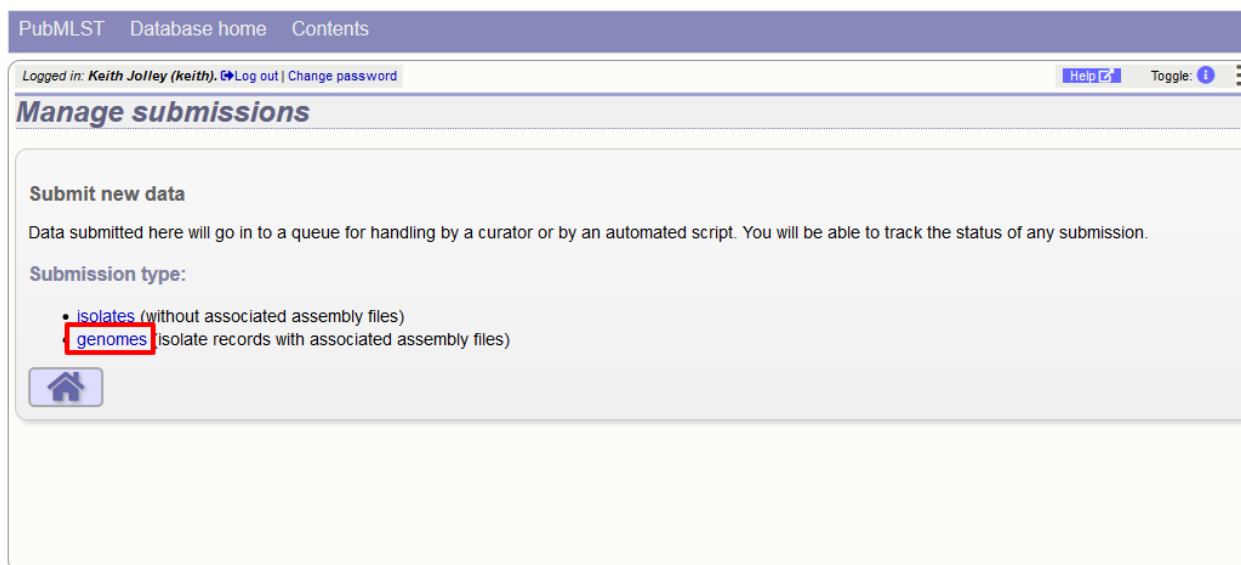 PubMLST Database home Contents
Logged in: Keith Jolley (keith). Log out | Change password Help Toggle: i
Manage submissions
Submit new data
Data submitted here will go in to a queue for handling by a curator or by an automated script. You will be able to track the status of any submission.
Submission type:
• isolates (without associated assembly files)
• genomes (isolate records with associated assembly files)